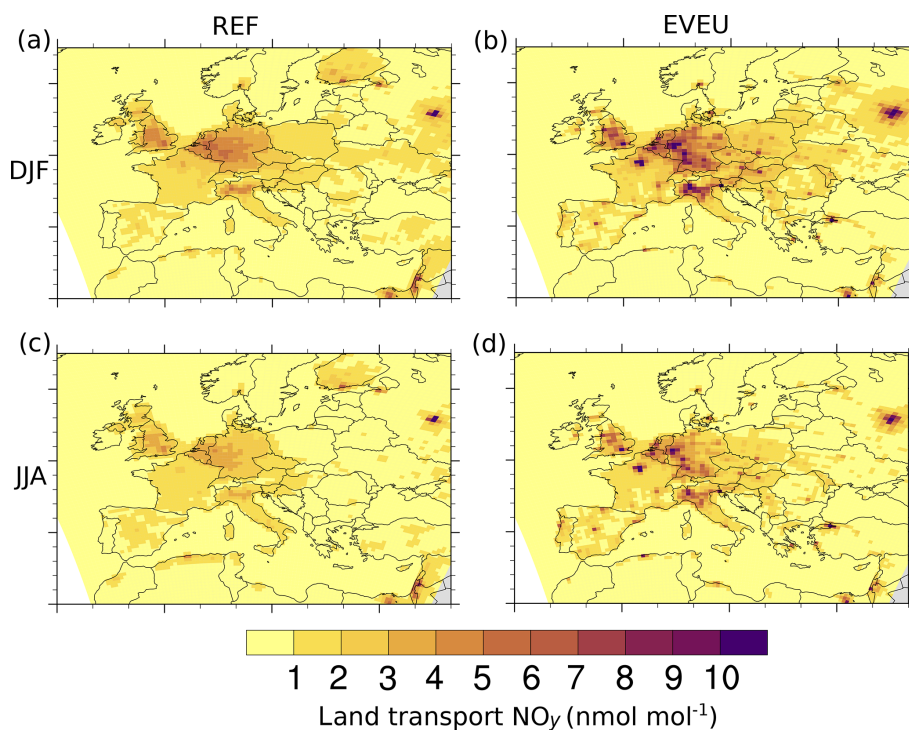 REF EVEU
(a) (b)
DJF
(c) (d)
JJA
1 2 3 4 5 6 7 8 9 10
Land transport NOy (nmol mol-1)